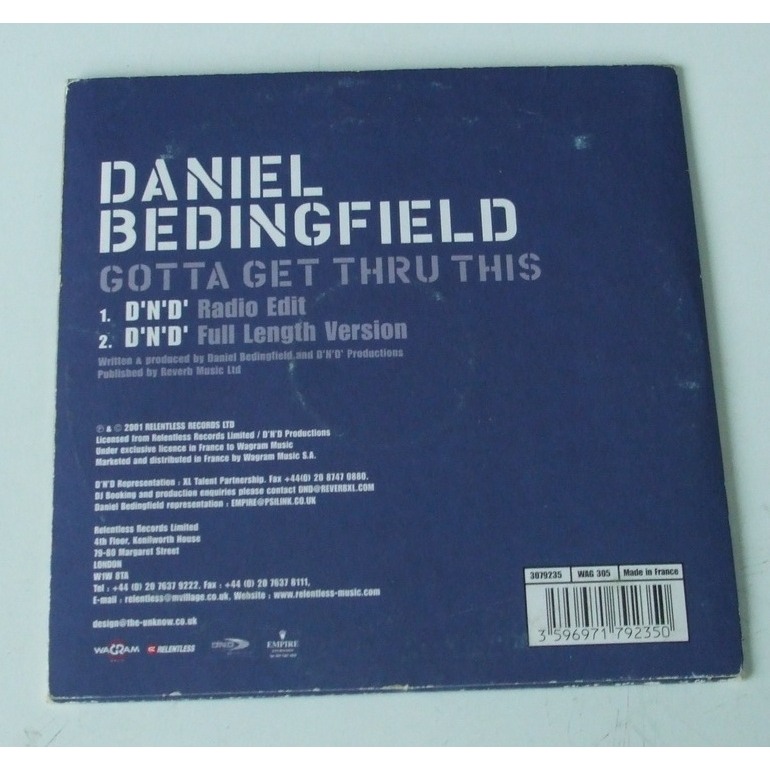 DANIEL
BEDINGFIELD
GOTTA GET THRU THIS
1. D'N'D' Radio Edit
2. D'N'D' Full Length Version
Written & produced by Daniel Bedingfield and D'N'D' Productions
Published by Reverb Music Ltd
℗ & © 2001 RELENTLESS RECORDS LTD
Licensed from Relentless Records Limited / D'N'D Productions
Under exclusive licence in France to Wagram Music
Marketed and distributed in France by Wagram Music S.A.
D'N'D Representation : XL Talent Partnership. Fax +44(0) 20 8747 0880.
DJ Booking and production enquiries please contact DND@REVERBXL.COM
Daniel Bedingfield representation : EMPIRE@PSILINK.CO.UK
Relentless Records Limited
4th Floor, Kenilworth House
79-80 Margaret Street
LONDON
W1W 8TA
Tel : +44 (0) 20 7637 9222, Fax : +44 (0) 20 7637 8111,
E-mail : relentless@mvillage.co.uk, Website : www.relentless-music.com
design@the-unknow.co.uk
WAGRAM RELENTLESS DND EMPIRE
3079235 WAG 305 Made in France
3 596971 792350